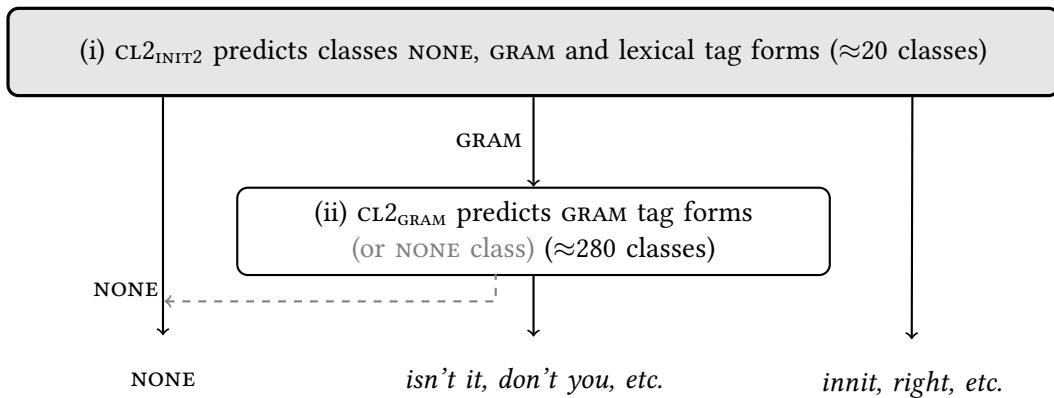 (i) CL2INIT2 predicts classes NONE, GRAM and lexical tag forms (≈20 classes)
GRAM
(ii) CL2GRAM predicts GRAM tag forms
(or NONE class) (≈280 classes)
NONE
NONE
isn't it, don't you, etc.
innit, right, etc.